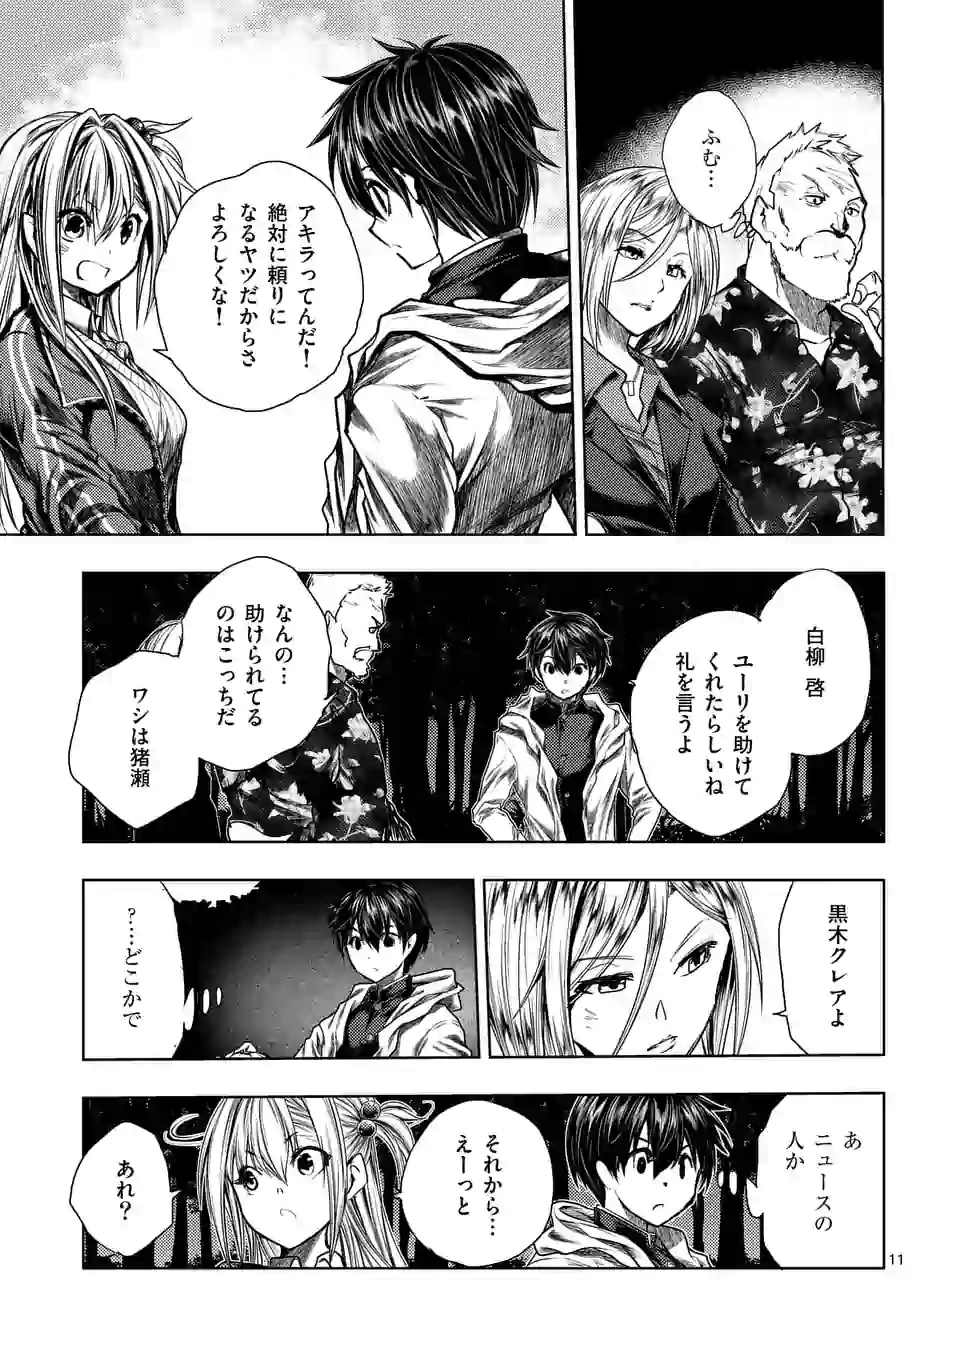 ふむ…
アキラってんだ!
絶対に頼りに
なるヤツだからさ
よろしくな!
白柳 啓
ユーリを助けて
くれたらしいね
礼を言うよ
なんの…
助けられてる
のはこっちだ
ワシは猪瀬
黒木クレアよ
?…どこかで
あ
ニュースの
人か
それから…
えーっと
あれ?
11